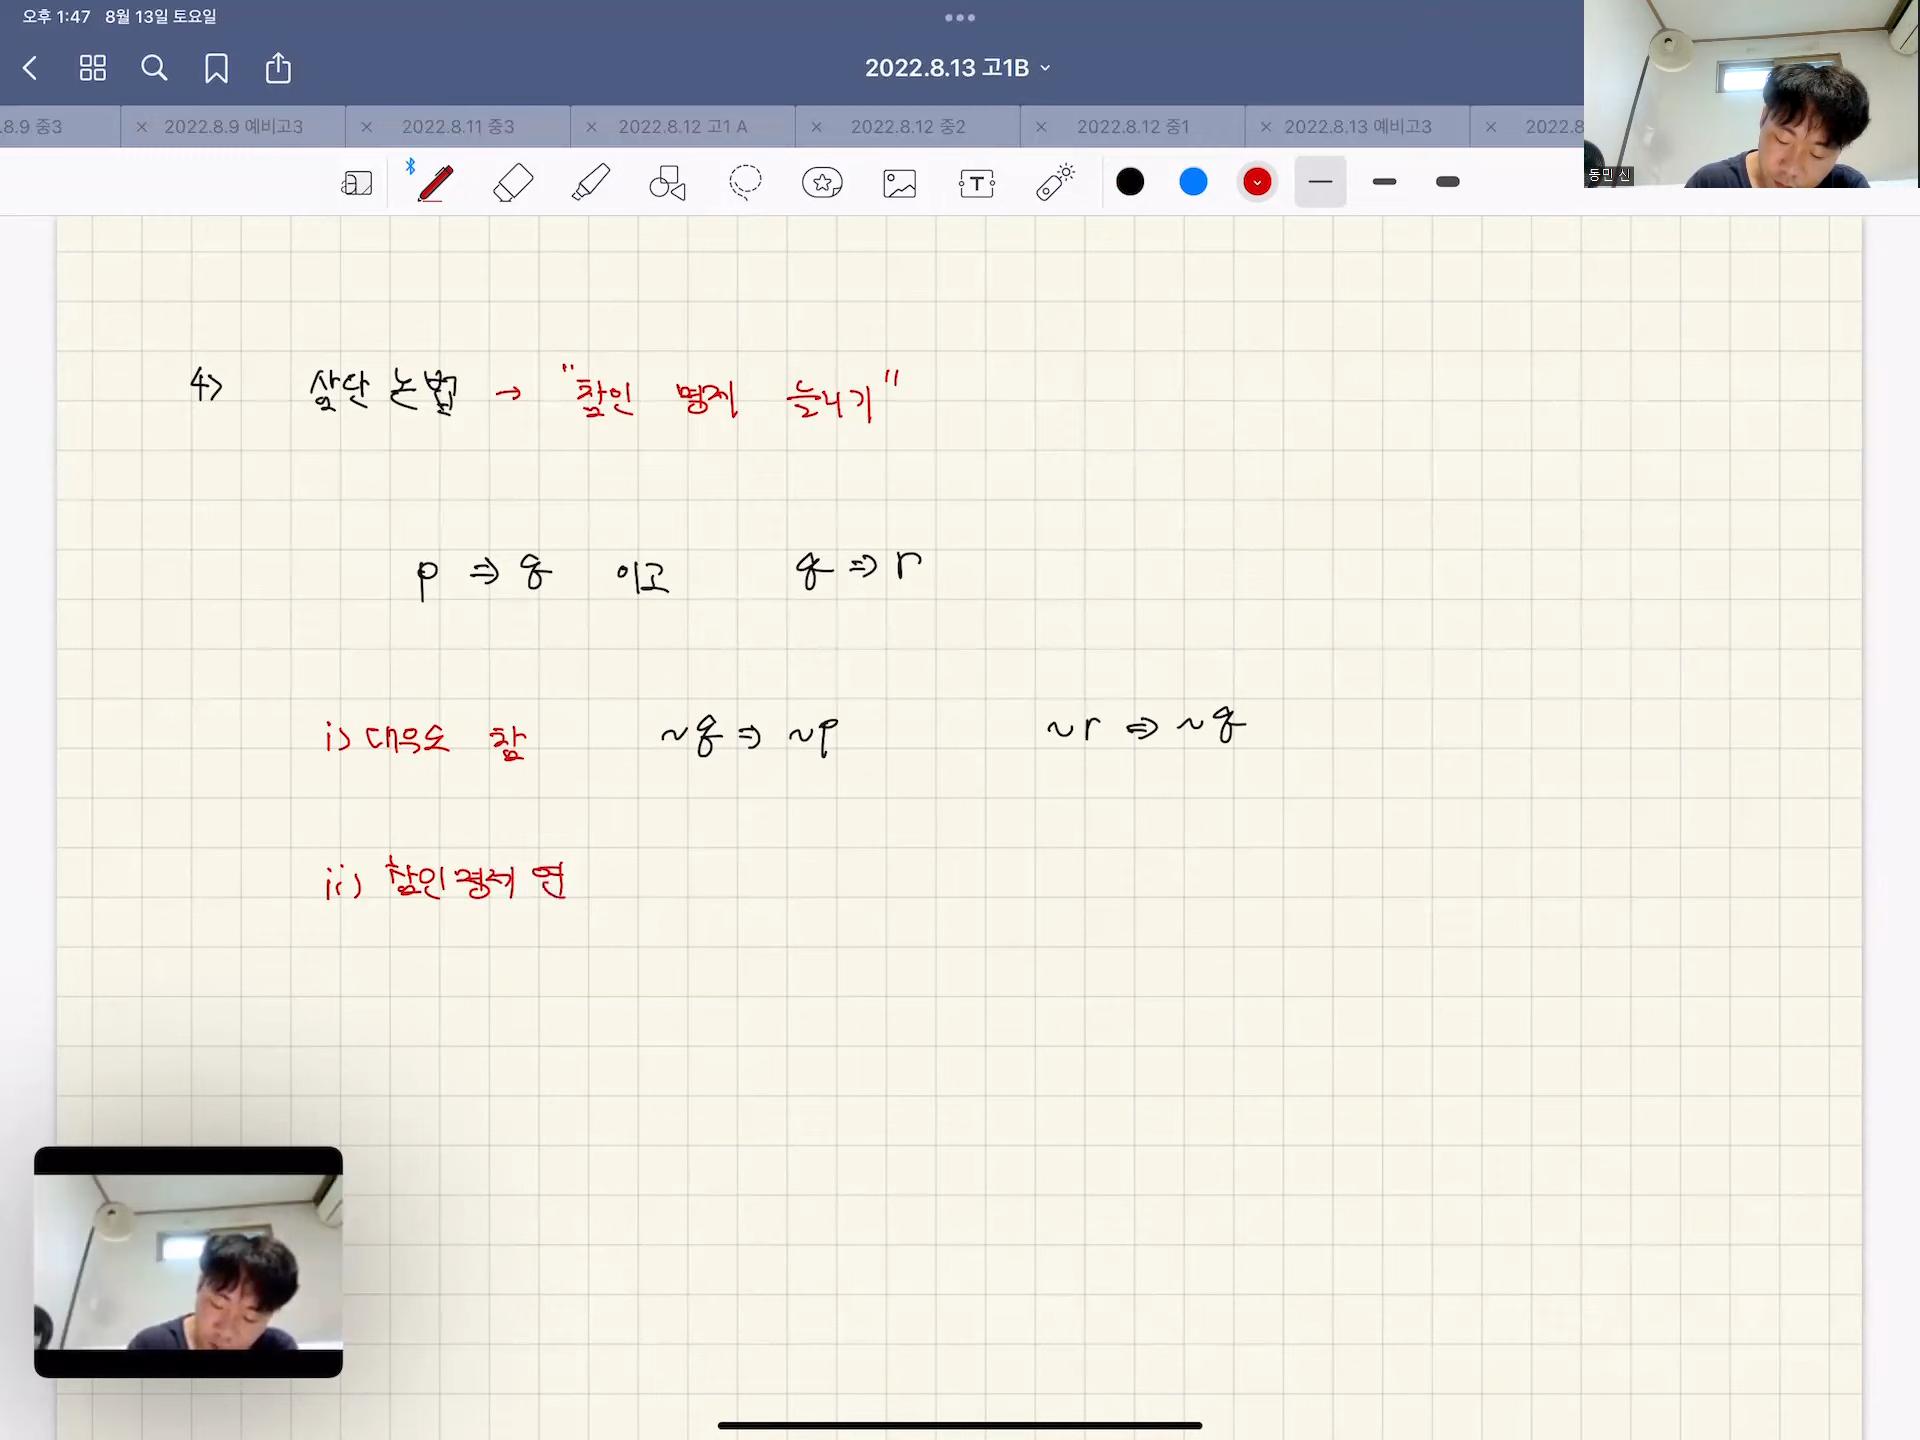 오후 1:47 8월 13일 토요일
2022.8.13 고1B
.8.9 중3 2022.8.9 예비고3 2022.8.11 중3 2022.8.12 고1 A 2022.8.12 중2 2022.8.12 중1 2022.8.13 예비고3 2022.8
동민 신
4> 삼단 논법 → "참인 명제 늘리기"
p ⇒ q 이고 q ⇒ r
i) 대우도 참 ~q ⇒ ~p ~r ⇒ ~q
ii) 참인 명제 연